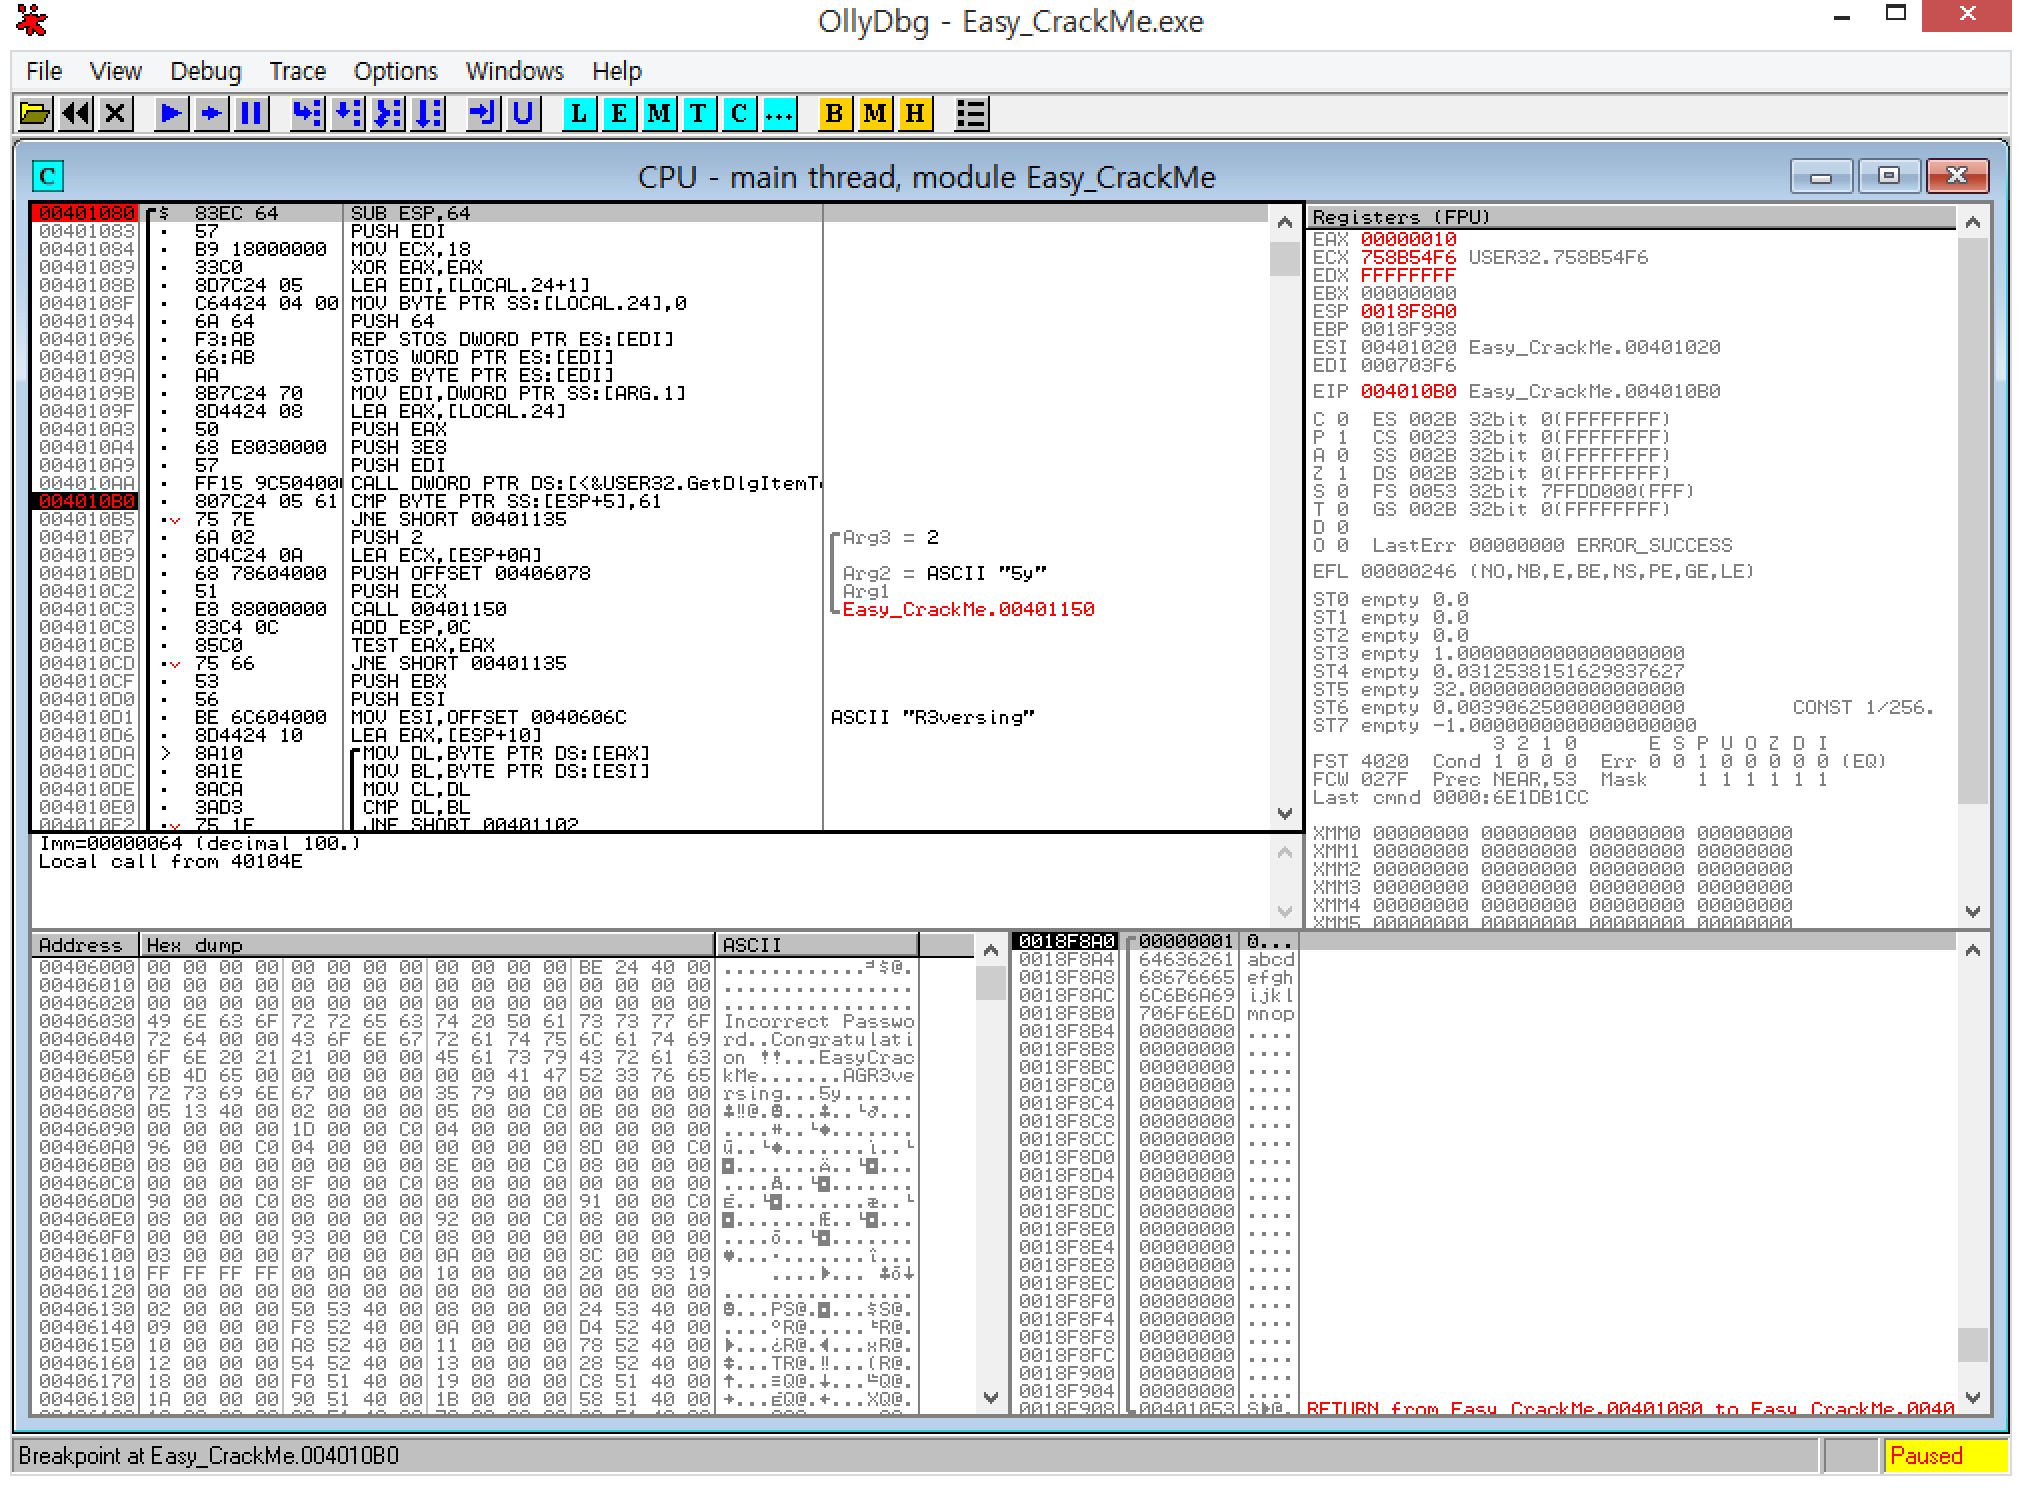 OllyDbg - Easy_CrackMe.exe
File View Debug Trace Options Windows Help
L E M T C ... B M H
C CPU - main thread, module Easy_CrackMe
00401080 $ 83EC 64 SUB ESP,64
00401083 . 57 PUSH EDI
00401084 . B9 18000000 MOV ECX,18
00401089 . 33C0 XOR EAX,EAX
0040108B . 8D7C24 05 LEA EDI,[LOCAL.24+1]
0040108F . C64424 04 00 MOV BYTE PTR SS:[LOCAL.24],0
00401094 . 6A 64 PUSH 64
00401096 . F3:AB REP STOS DWORD PTR ES:[EDI]
00401098 . 66:AB STOS WORD PTR ES:[EDI]
0040109A . AA STOS BYTE PTR ES:[EDI]
0040109B . 8B7C24 70 MOV EDI,DWORD PTR SS:[ARG.1]
0040109F . 8D4424 08 LEA EAX,[LOCAL.24]
004010A3 . 50 PUSH EAX
004010A4 . 68 E8030000 PUSH 3E8
004010A9 . 57 PUSH EDI
004010AA . FF15 9C50400 CALL DWORD PTR DS:[<&USER32.GetDlgItemT
004010B0 . 807C24 05 61 CMP BYTE PTR SS:[ESP+5],61
004010B5 . 75 7E JNE SHORT 00401135
004010B7 . 6A 02 PUSH 2 Arg3 = 2
004010B9 . 8D4C24 0A LEA ECX,[ESP+0A]
004010BD . 68 78604000 PUSH OFFSET 00406078 Arg2 = ASCII "5y"
004010C2 . 51 PUSH ECX Arg1
004010C3 . E8 88000000 CALL 00401150 Easy_CrackMe.00401150
004010C8 . 83C4 0C ADD ESP,0C
004010CB . 85C0 TEST EAX,EAX
004010CD . 75 66 JNE SHORT 00401135
004010CF . 53 PUSH EBX
004010D0 . 56 PUSH ESI
004010D1 . BE 6C604000 MOV ESI,OFFSET 0040606C ASCII "R3versing"
004010D6 . 8D4424 10 LEA EAX,[ESP+10]
004010DA > 8A10 MOV DL,BYTE PTR DS:[EAX]
004010DC . 8A1E MOV BL,BYTE PTR DS:[ESI]
004010DE . 8ACA MOV CL,DL
004010E0 . 3AD3 CMP DL,BL
004010E2 . 75 1E JNE SHORT 00401102
Imm=00000064 (decimal 100.)
Local call from 40104E
Registers (FPU)
EAX 00000010
ECX 758B54F6 USER32.758B54F6
EDX FFFFFFFF
EBX 00000000
ESP 0018F8A0
EBP 0018F938
ESI 00401020 Easy_CrackMe.00401020
EDI 000703F6
EIP 004010B0 Easy_CrackMe.004010B0
C 0 ES 002B 32bit 0(FFFFFFFF)
P 1 CS 0023 32bit 0(FFFFFFFF)
A 0 SS 002B 32bit 0(FFFFFFFF)
Z 1 DS 002B 32bit 0(FFFFFFFF)
S 0 FS 0053 32bit 7FFDD000(FFF)
T 0 GS 002B 32bit 0(FFFFFFFF)
D 0
O 0 LastErr 00000000 ERROR_SUCCESS
EFL 00000246 (NO,NB,E,BE,NS,PE,GE,LE)
ST0 empty 0.0
ST1 empty 0.0
ST2 empty 0.0
ST3 empty 1.0000000000000000000
ST4 empty 0.0312538151629837627
ST5 empty 32.000000000000000000
ST6 empty 0.0039062500000000000 CONST 1/256.
ST7 empty -1.0000000000000000000
3 2 1 0 E S P U O Z D I
FST 4020 Cond 1 0 0 0 Err 0 0 1 0 0 0 0 0 (EQ)
FCW 027F Prec NEAR,53 Mask 1 1 1 1 1 1
Last cmnd 0000:6E1DB1CC
XMM0 00000000 00000000 00000000 00000000
XMM1 00000000 00000000 00000000 00000000
XMM2 00000000 00000000 00000000 00000000
XMM3 00000000 00000000 00000000 00000000
XMM4 00000000 00000000 00000000 00000000
XMM5 00000000 00000000 00000000 00000000
Address Hex dump ASCII
00406000 00 00 00 00 00 00 00 00 00 00 00 00 BE 24 40 00
00406010 00 00 00 00 00 00 00 00 00 00 00 00 00 00 00 00 ................
00406020 00 00 00 00 00 00 00 00 00 00 00 00 00 00 00 00 ................
00406030 49 6E 63 6F 72 72 65 63 74 20 50 61 73 73 77 6F Incorrect Passwo
00406040 72 64 00 00 43 6F 6E 67 72 61 74 75 6C 61 74 69 rd..Congratulati
00406050 6F 6E 20 21 21 00 00 00 45 61 73 79 43 72 61 63 on !!...EasyCrac
00406060 6B 4D 65 00 00 00 00 00 00 00 41 47 52 33 76 65 kMe.......AGR3ve
00406070 72 73 69 6E 67 00 00 00 35 79 00 00 00 00 00 00 rsing...5y......
00406080 05 13 40 00 02 00 00 00 05 00 00 C0 0B 00 00 00
00406090 00 00 00 00 1D 00 00 C0 04 00 00 00 00 00 00 00
004060A0 96 00 00 C0 04 00 00 00 00 00 00 00 8D 00 00 C0
004060B0 08 00 00 00 00 00 00 00 8E 00 00 C0 08 00 00 00
004060C0 00 00 00 00 8F 00 00 C0 08 00 00 00 00 00 00 00
004060D0 90 00 00 C0 08 00 00 00 00 00 00 00 91 00 00 C0
004060E0 08 00 00 00 00 00 00 00 92 00 00 C0 08 00 00 00
004060F0 00 00 00 00 93 00 00 C0 08 00 00 00 00 00 00 00
00406100 03 00 00 00 07 00 00 00 0A 00 00 00 8C 00 00 00
00406110 FF FF FF FF 00 0A 00 00 10 00 00 00 20 05 93 19
00406120 00 00 00 00 00 00 00 00 00 00 00 00 00 00 00 00 ................
00406130 02 00 00 00 50 53 40 00 08 00 00 00 24 53 40 00
00406140 09 00 00 00 F8 52 40 00 0A 00 00 00 D4 52 40 00
00406150 10 00 00 00 A8 52 40 00 11 00 00 00 78 52 40 00
00406160 12 00 00 00 54 52 40 00 13 00 00 00 28 52 40 00
00406170 18 00 00 00 F0 51 40 00 19 00 00 00 C8 51 40 00
00406180 1A 00 00 00 90 51 40 00 1B 00 00 00 58 51 40 00
0018F8A0 00000001
0018F8A4 64636261 abcd
0018F8A8 68676665 efgh
0018F8AC 6C6B6A69 ijkl
0018F8B0 706F6E6D mnop
0018F8B4 00000000 ....
0018F8B8 00000000 ....
0018F8BC 00000000 ....
0018F8C0 00000000 ....
0018F8C4 00000000 ....
0018F8C8 00000000 ....
0018F8CC 00000000 ....
0018F8D0 00000000 ....
0018F8D4 00000000 ....
0018F8D8 00000000 ....
0018F8DC 00000000 ....
0018F8E0 00000000 ....
0018F8E4 00000000 ....
0018F8E8 00000000 ....
0018F8EC 00000000 ....
0018F8F0 00000000 ....
0018F8F4 00000000 ....
0018F8F8 00000000 ....
0018F8FC 00000000 ....
0018F900 00000000 ....
0018F904 00000000 ....
0018F908 00401053 RETURN from Easy_CrackMe.00401080 to Easy_CrackMe.0040
Breakpoint at Easy_CrackMe.004010B0
Paused